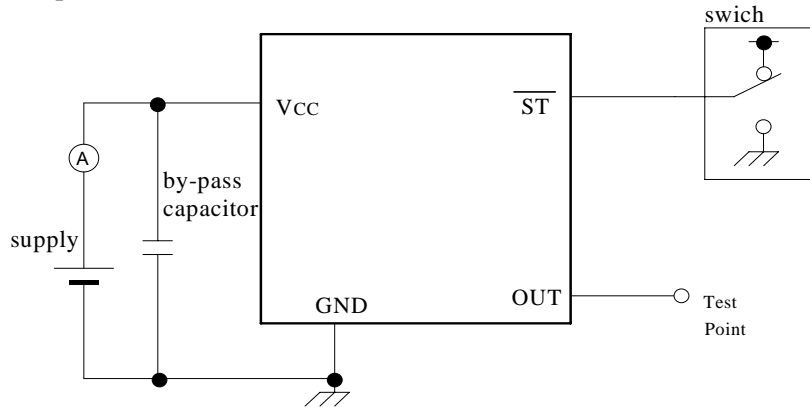 swich
VCC
ST
A
by-pass
capacitor
supply
GND
OUT
Test
Point